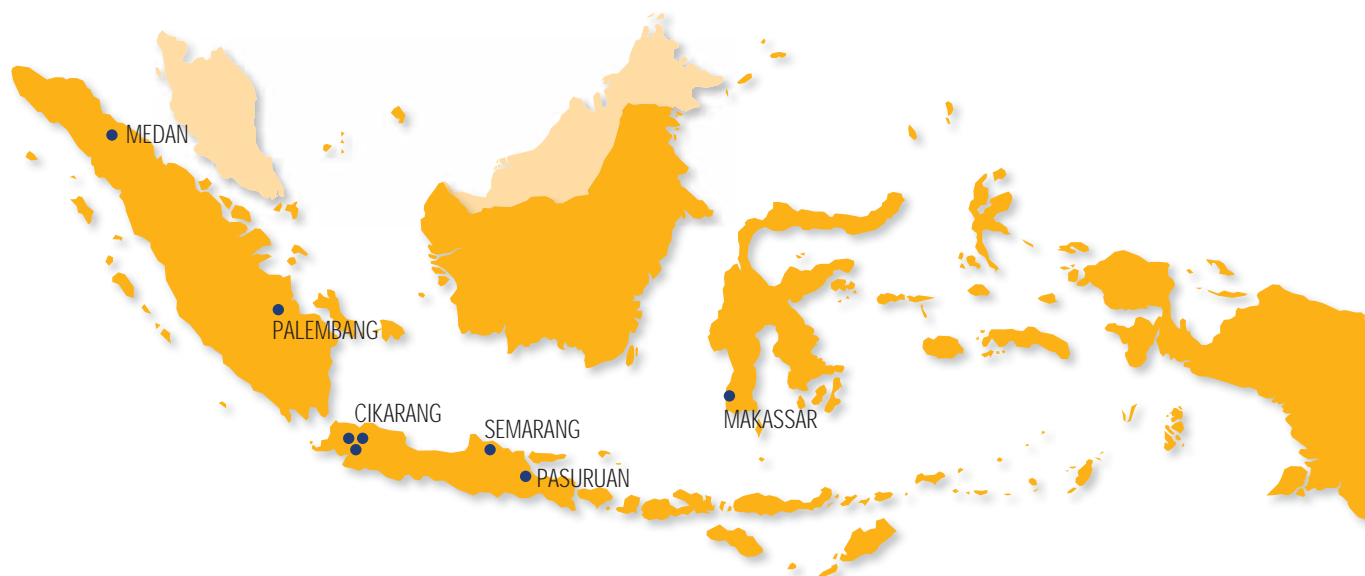 MEDAN
PALEMBANG
CIKARANG
SEMARANG
MAKASSAR
PASURUAN